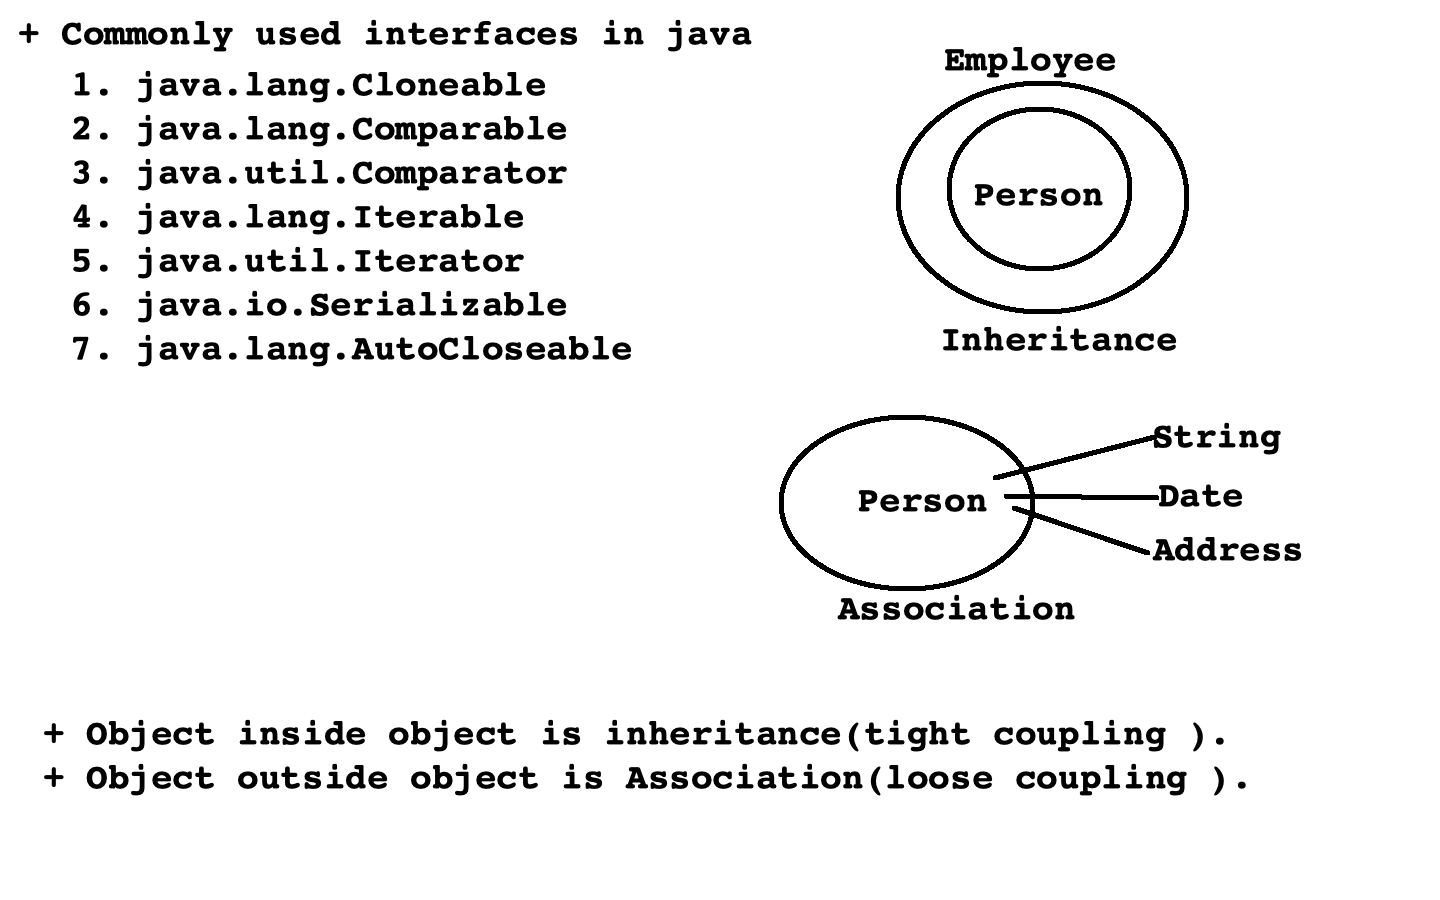 + Commonly used interfaces in java
1. java.lang.Cloneable
2. java.lang.Comparable
3. java.util.Comparator
4. java.lang.Iterable
5. java.util.Iterator
6. java.io.Serializable
7. java.lang.AutoCloseable
Employee
Person
Inheritance
String
Person
Date
Address
Association
+ Object inside object is inheritance(tight coupling ).
+ Object outside object is Association(loose coupling ).